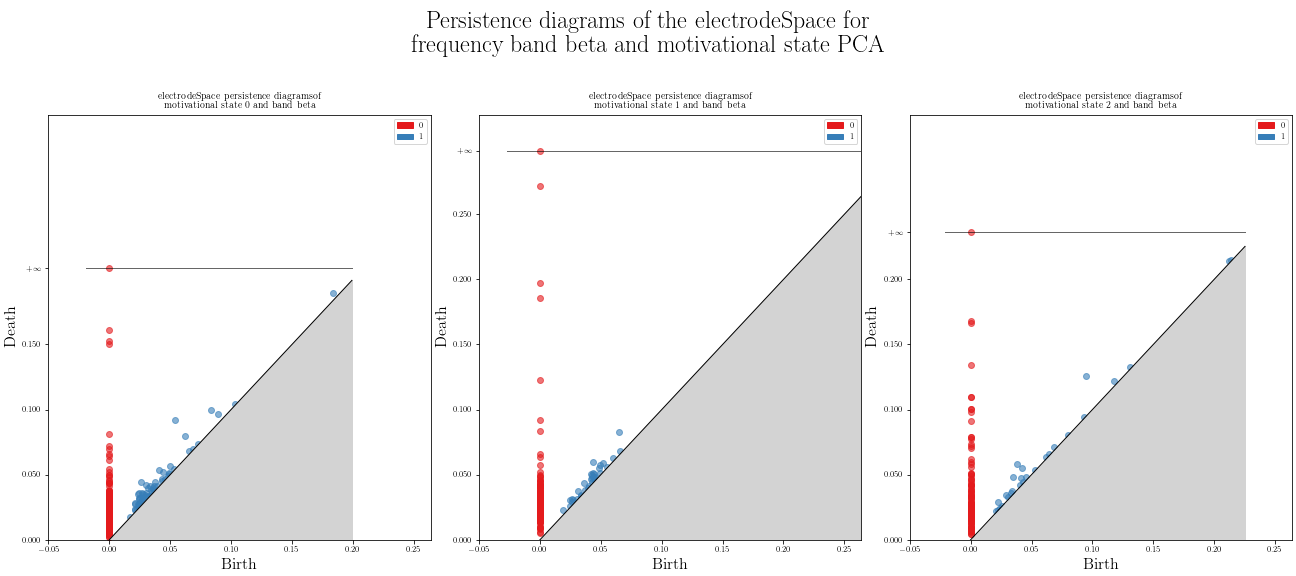 Persistence diagrams of the electrodeSpace for
frequency band beta and motivational state PCA
electrodeSpace persistence diagramsof
motivational state 0 and band beta
0
1
+∞
0.150
0.100
0.050
0.000
Death
−0.05 0.00 0.05 0.10 0.15 0.20 0.25
Birth
electrodeSpace persistence diagramsof
motivational state 1 and band beta
0
1
+∞
0.250
0.200
0.150
0.100
0.050
0.000
Death
−0.05 0.00 0.05 0.10 0.15 0.20 0.25
Birth
electrodeSpace persistence diagramsof
motivational state 2 and band beta
0
1
+∞
0.200
0.150
0.100
0.050
0.000
Death
−0.05 0.00 0.05 0.10 0.15 0.20 0.25
Birth